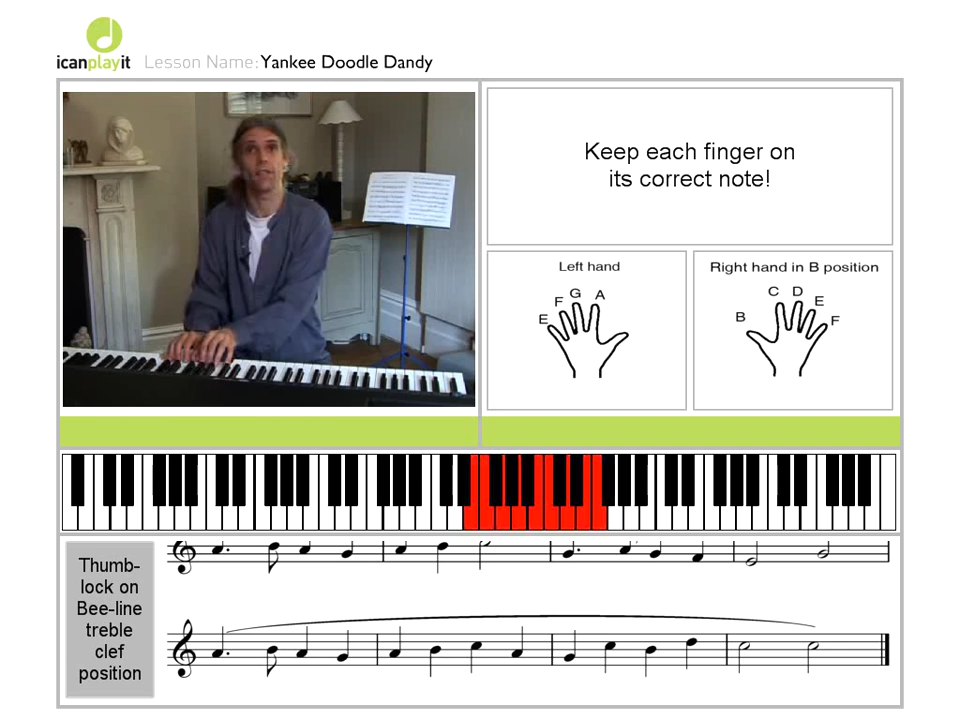 icanplayit
Lesson Name: Yankee Doodle Dandy
Keep each finger on
its correct note!
Left hand
E F G A
Right hand in B position
B C D E F
Thumb-
lock on
Bee-line
treble
clef
position